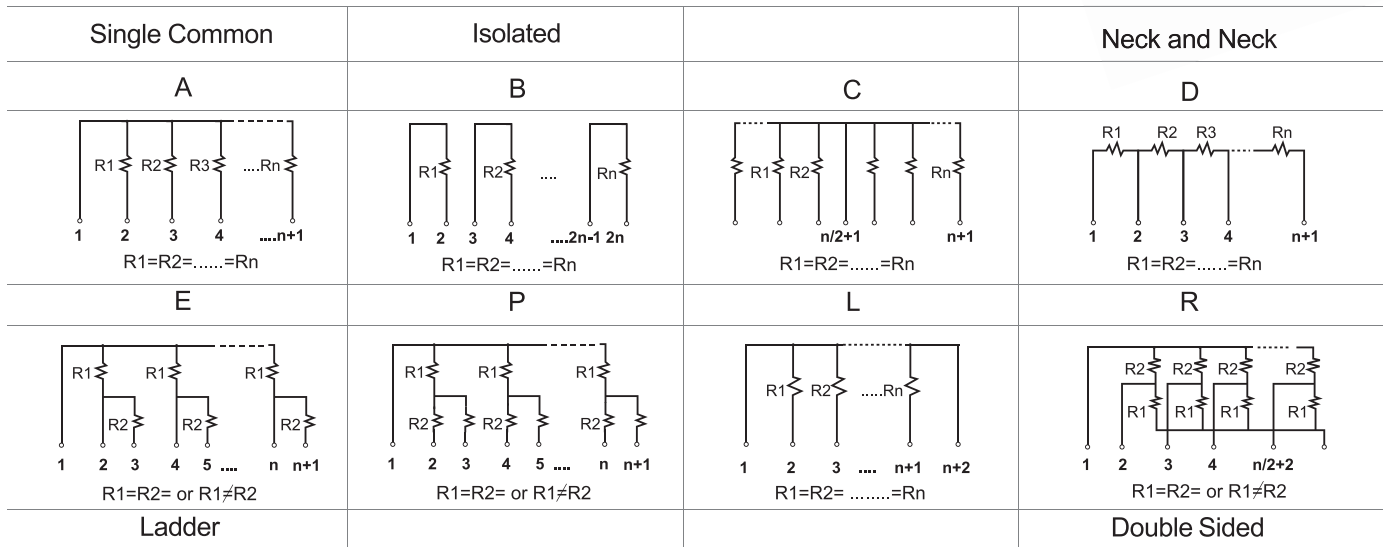 Single Common Isolated Neck and Neck
A B C D
R1 R2 R3 ....Rn
1 2 3 4 ....n+1
R1=R2=......=Rn
R1 R2 .... Rn
1 2 3 4 ....2n-1 2n
R1=R2=......=Rn
R1 R2 Rn
n/2+1 n+1
R1=R2=......=Rn
R1 R2 R3 Rn
1 2 3 4 n+1
R1=R2=......=Rn
E P L R
R1 R1 R1
R2 R2 R2
1 2 3 4 5 .... n n+1
R1=R2= or R1≠R2
R1 R1 R1
R2 R2 R2
1 2 3 4 5 .... n n+1
R1=R2= or R1≠R2
R1 R2 .....Rn
1 2 3 .... n+1 n+2
R1=R2= ........=Rn
R2 R2 R2 R2
R1 R1 R1 R1
1 2 3 4 n/2+2
R1=R2= or R1≠R2
Ladder Double Sided